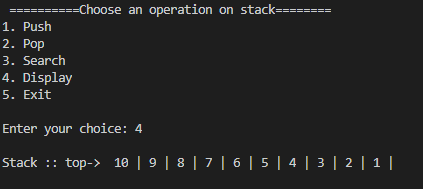 ==========Choose an operation on stack========
1. Push
2. Pop
3. Search
4. Display
5. Exit
Enter your choice: 4
Stack :: top->  10 | 9 | 8 | 7 | 6 | 5 | 4 | 3 | 2 | 1 |